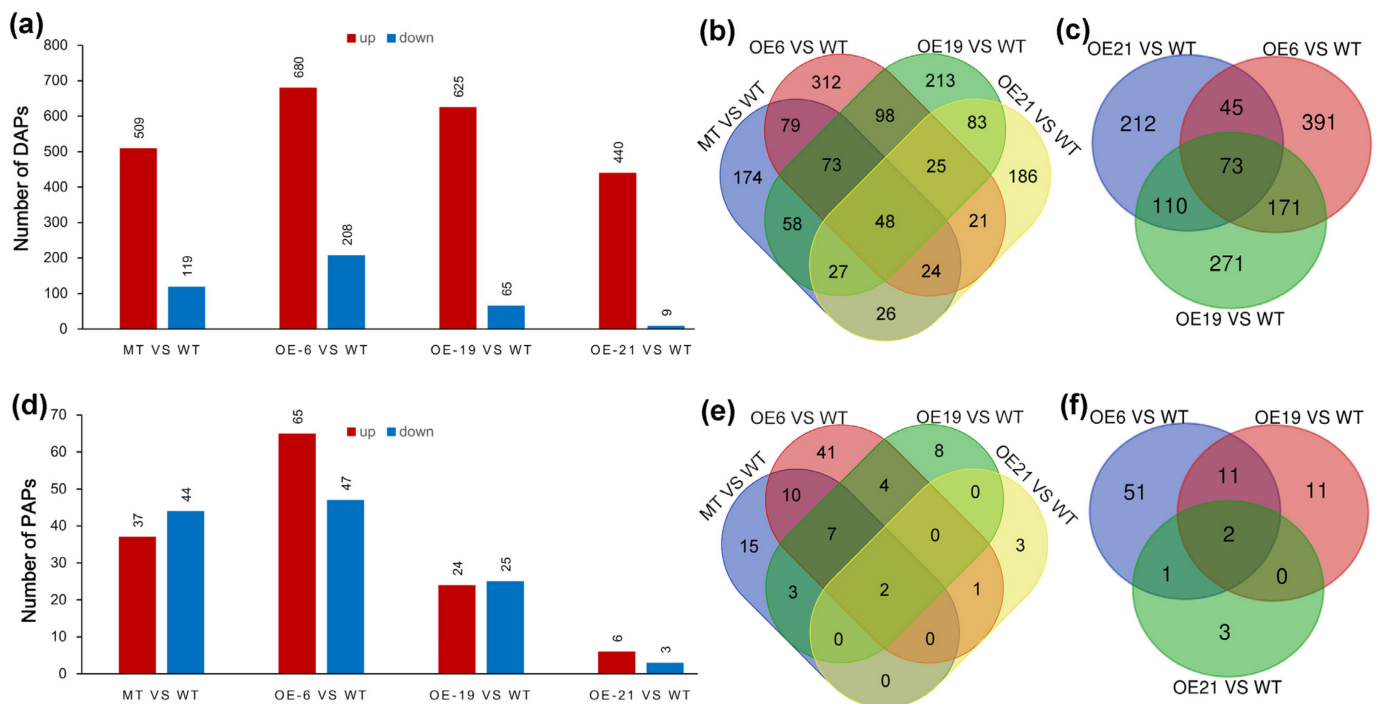 (a)
up down
Number of DAPs
800
700
600
500
400
300
200
100
0
509
119
680
208
625
65
440
9
MT VS WT
OE-6 VS WT
OE-19 VS WT
OE-21 VS WT
(b)
OE6 VS WT
OE19 VS WT
MT VS WT
OE21 VS WT
312
213
79
98
83
174
73
25
186
58
48
21
27
24
26
(c)
OE21 VS WT
OE6 VS WT
212
45
391
73
110
171
271
OE19 VS WT
(d)
up down
Number of PAPs
70
60
50
40
30
20
10
0
37
44
65
47
24
25
6
3
MT VS WT
OE-6 VS WT
OE-19 VS WT
OE-21 VS WT
(e)
OE6 VS WT
OE19 VS WT
MT VS WT
OE21 VS WT
41
8
10
4
0
15
7
0
3
3
2
1
0
0
0
(f)
OE6 VS WT
OE19 VS WT
51
11
11
2
1
0
3
OE21 VS WT